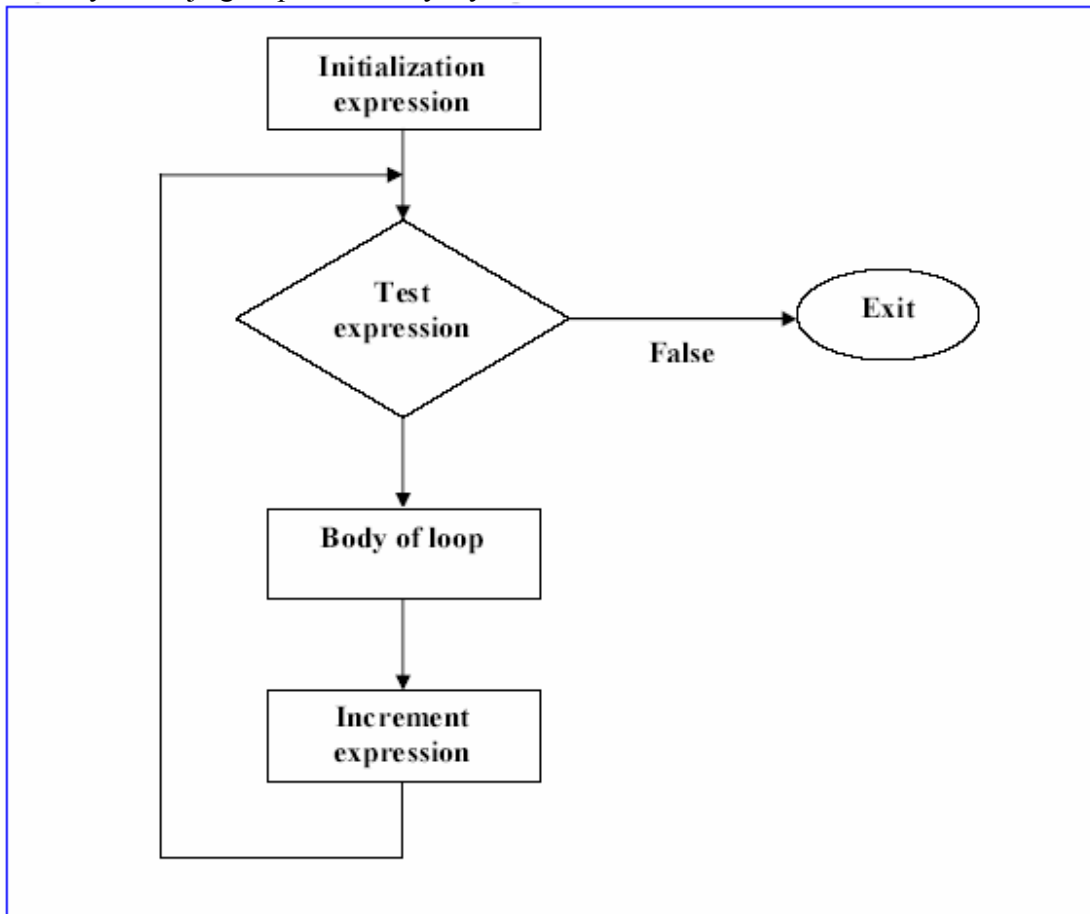 Initialization
expression
Test
expression
Exit
False
Body of loop
Increment
expression